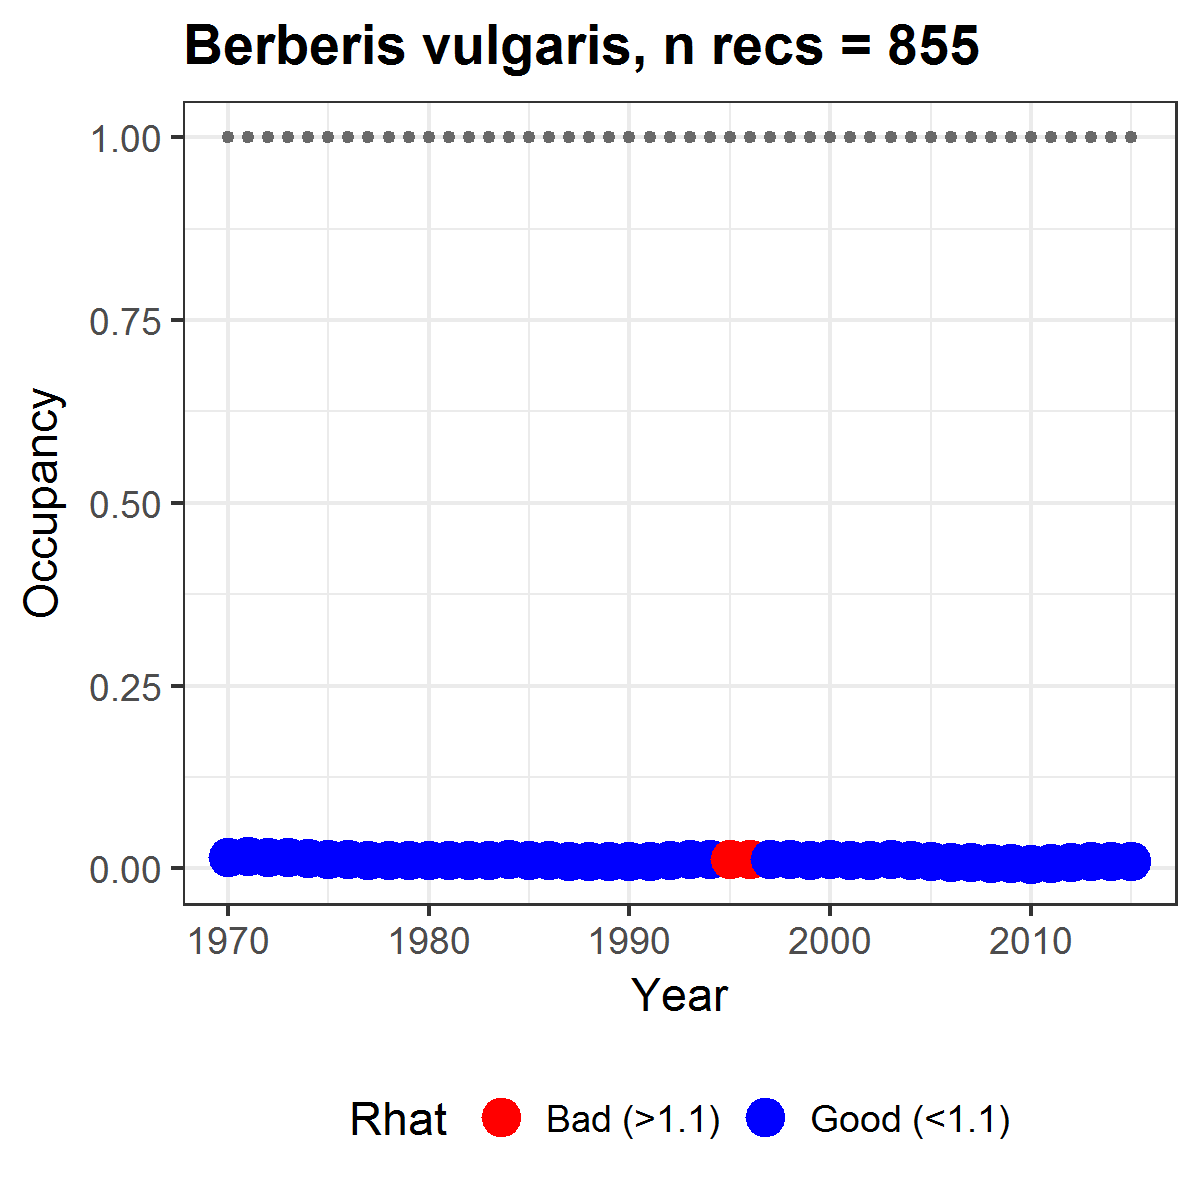 Berberis vulgaris, n recs = 855
1.00
0.75
0.50
0.25
0.00
Occupancy
1970 1980 1990 2000 2010
Year
Rhat Bad (>1.1) Good (<1.1)